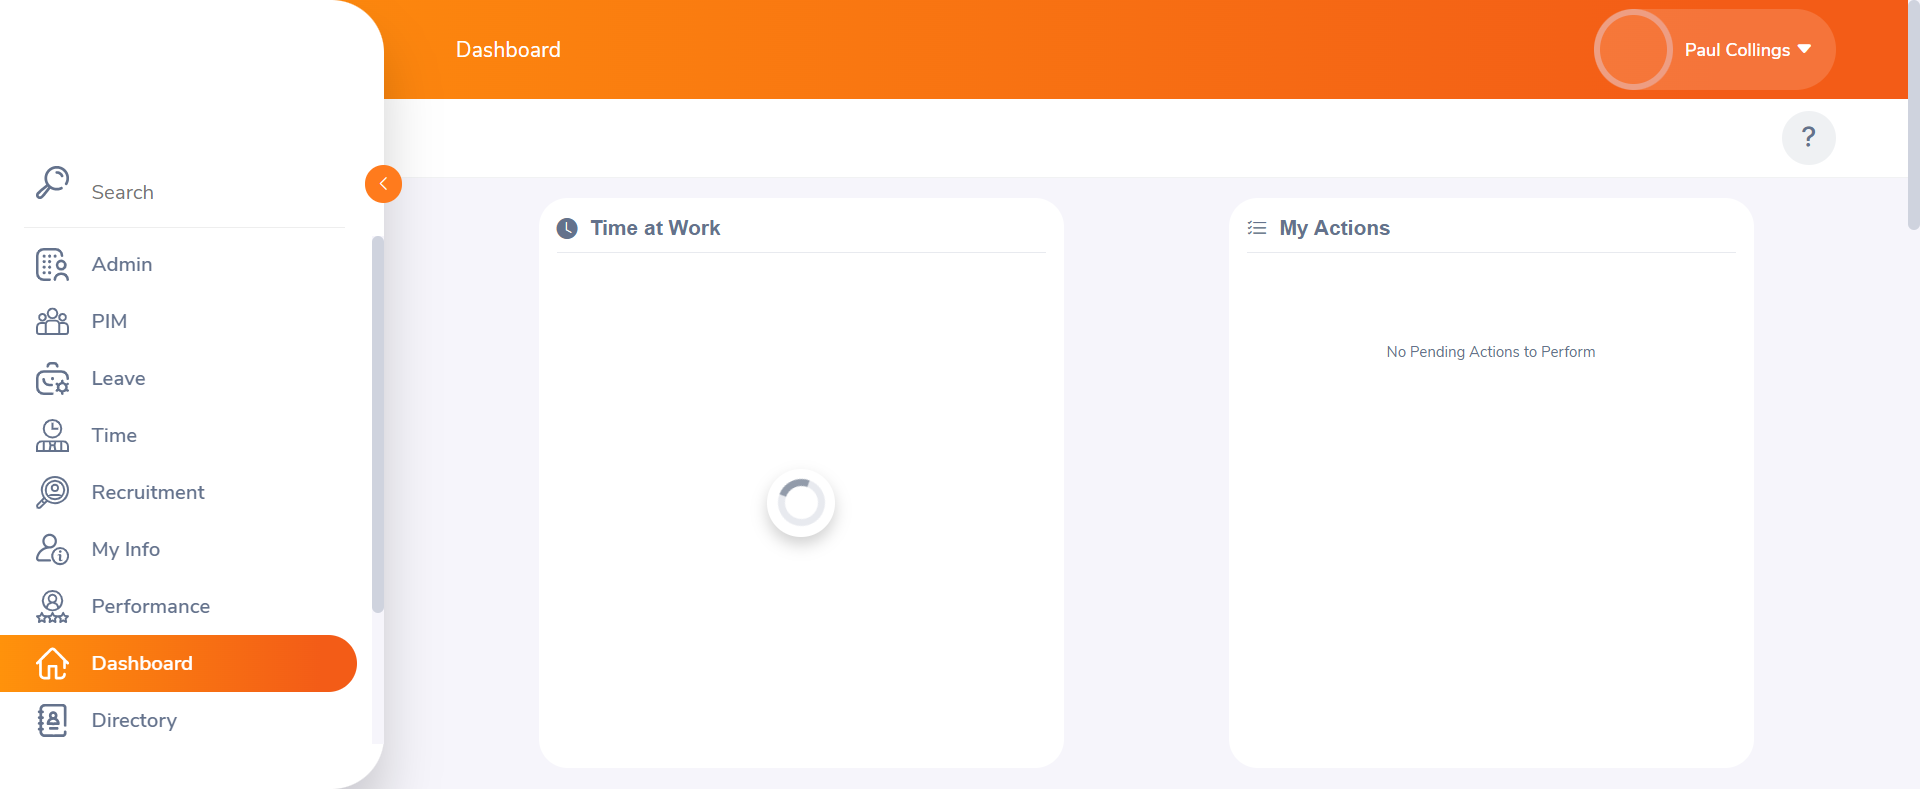 Dashboard
Paul Collings
?
Search
Admin
PIM
Leave
Time
Recruitment
My Info
Performance
Dashboard
Directory
Time at Work
My Actions
No Pending Actions to Perform